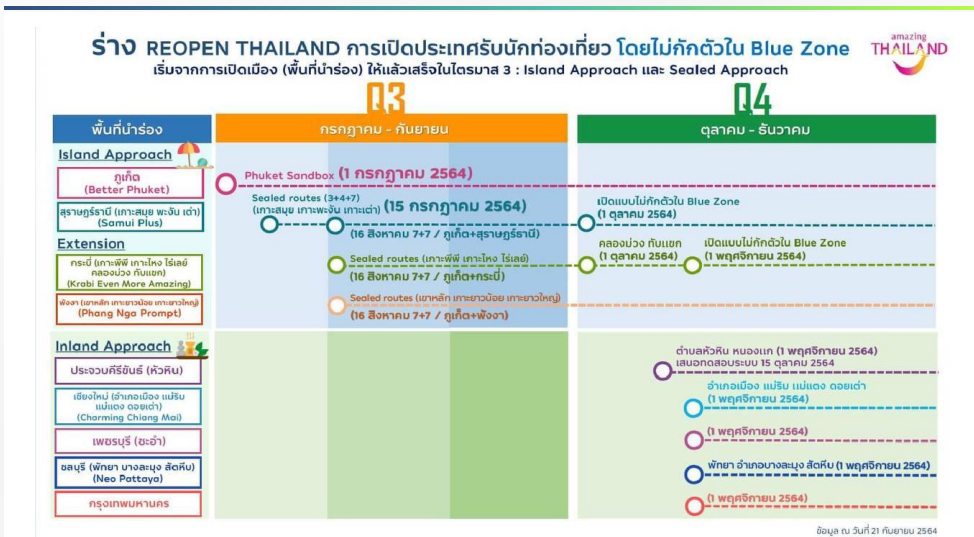 ร่าง REOPEN THAILAND การเปิดประเทศรับนักท่องเที่ยว โดยไม่กักตัวใน Blue Zone
amazing THAILAND
เริ่มจากการเปิดเมือง (พื้นที่นำร่อง) ให้แล้วเสร็จในไตรมาส 3 : Island Approach และ Sealed Approach
Q3
Q4
พื้นที่นำร่อง
กรกฎาคม - กันยายน
ตุลาคม - ธันวาคม
Island Approach
ภูเก็ต
(Better Phuket)
Phuket Sandbox (1 กรกฎาคม 2564)
สุราษฎร์ธานี (เกาะสมุย พะงัน เต่า)
(Samui Plus)
Sealed routes (3+4+7)
(เกาะสมุย เกาะพะงัน เกาะเต่า) (15 กรกฎาคม 2564)
(16 สิงหาคม 7+7 / ภูเก็ต+สุราษฎร์ธานี)
เปิดแบบไม่กักตัวใน Blue Zone
(1 ตุลาคม 2564)
Extension
กระบี่ (เกาะพีพี เกาะไหง ไร่เลย์
คลองม่วง ทับแขก)
(Krabi Even More Amazing)
Sealed routes (เกาะพีพี เกาะไหง ไร่เลย์)
(16 สิงหาคม 7+7 / ภูเก็ต+กระบี่)
คลองม่วง ทับแขก
(1 ตุลาคม 2564)
เปิดแบบไม่กักตัวใน Blue Zone
(1 พฤศจิกายน 2564)
พังงา (เขาหลัก เกาะยาวน้อย เกาะยาวใหญ่)
(Phang Nga Prompt)
Sealed routes (เขาหลัก เกาะยาวน้อย เกาะยาวใหญ่)
(16 สิงหาคม 7+7 / ภูเก็ต+พังงา)
Inland Approach
ประจวบคีรีขันธ์ (หัวหิน)
ตำบลหัวหิน หนองแก (1 พฤศจิกายน 2564)
เสนอทดสอบระบบ 15 ตุลาคม 2564
เชียงใหม่ (อำเภอเมือง แม่ริม
แม่แตง ดอยเต่า)
(Charming Chiang Mai)
อำเภอเมือง แม่ริม แม่แตง ดอยเต่า
(1 พฤศจิกายน 2564)
เพชรบุรี (ชะอำ)
(1 พฤศจิกายน 2564)
ชลบุรี (พัทยา บางละมุง สัตหีบ)
(Neo Pattaya)
พัทยา อำเภอบางละมุง สัตหีบ (1 พฤศจิกายน 2564)
กรุงเทพมหานคร
(1 พฤศจิกายน 2564)
ข้อมูล ณ วันที่ 21 กันยายน 2564